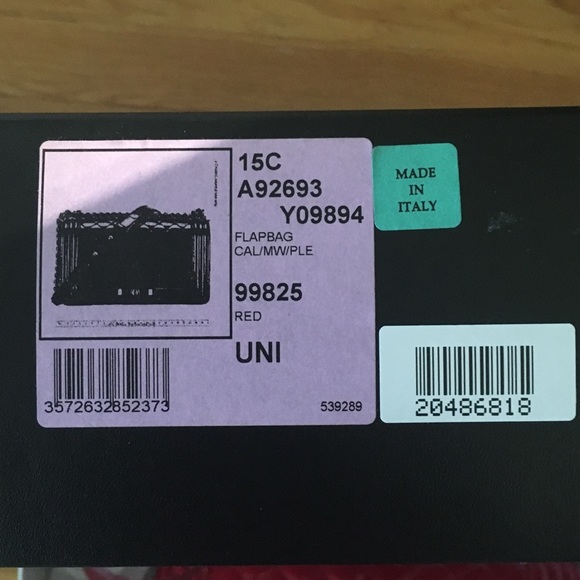 15C
A92693
Y09894
FLAPBAG
CAL/MW/PLE
99825
RED
UNI
3572632852373
539289
MADE
IN
ITALY
20486818